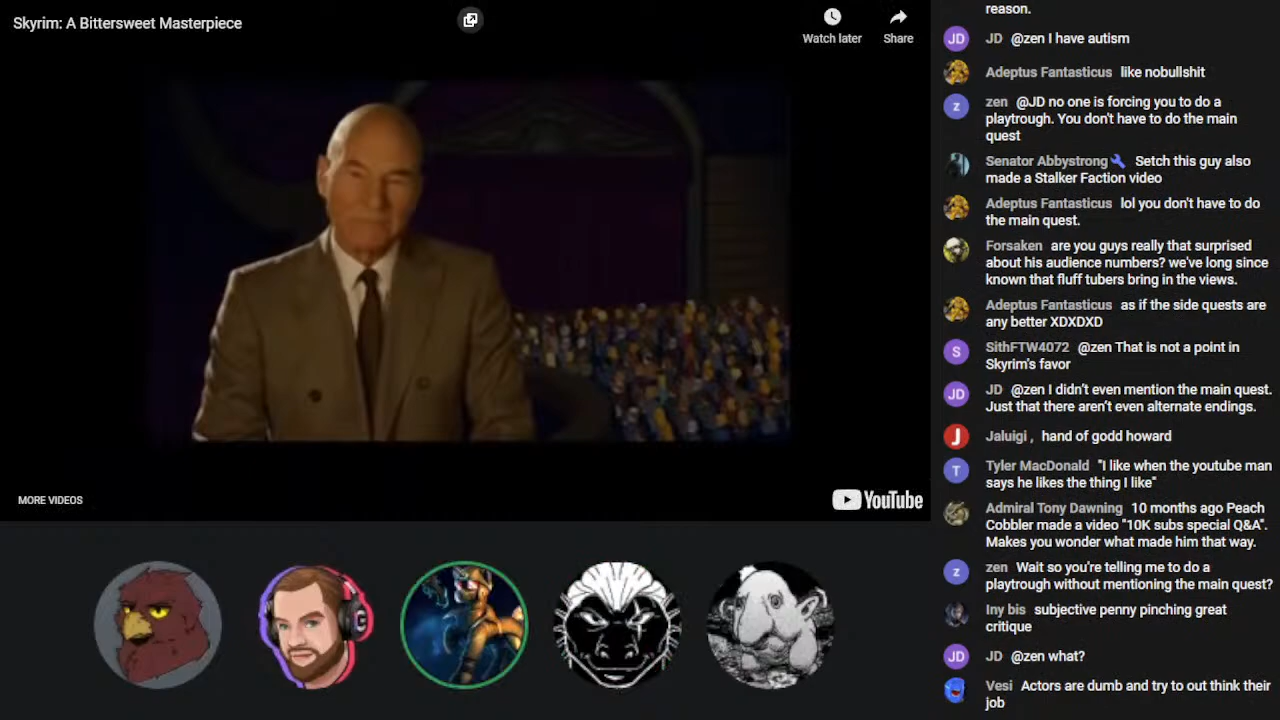 Skyrim: A Bittersweet Masterpiece
Watch later
Share
MORE VIDEOS
YouTube
reason.
JD JD @zen I have autism
Adeptus Fantasticus like nobullshit
z zen @JD no one is forcing you to do a
playtrough. You don't have to do the main
quest
Senator Abbystrong Setch this guy also
made a Stalker Faction video
Adeptus Fantasticus lol you don't have to do
the main quest.
Forsaken are you guys really that surprised
about his audience numbers? we've long since
known that fluff tubers bring in the views.
Adeptus Fantasticus as if the side quests are
any better XDXDXD
S SithFTW4072 @zen That is not a point in
Skyrim's favor
JD JD @zen I didn't even mention the main quest.
Just that there aren't even alternate endings.
J Jaluigi , hand of godd howard
T Tyler MacDonald "I like when the youtube man
says he likes the thing I like"
Admiral Tony Dawning 10 months ago Peach
Cobbler made a video "10K subs special Q&A".
Makes you wonder what made him that way.
z zen Wait so you're telling me to do a
playtrough without mentioning the main quest?
Iny bis subjective penny pinching great
critique
JD JD @zen what?
Vesi Actors are dumb and try to out think their
job